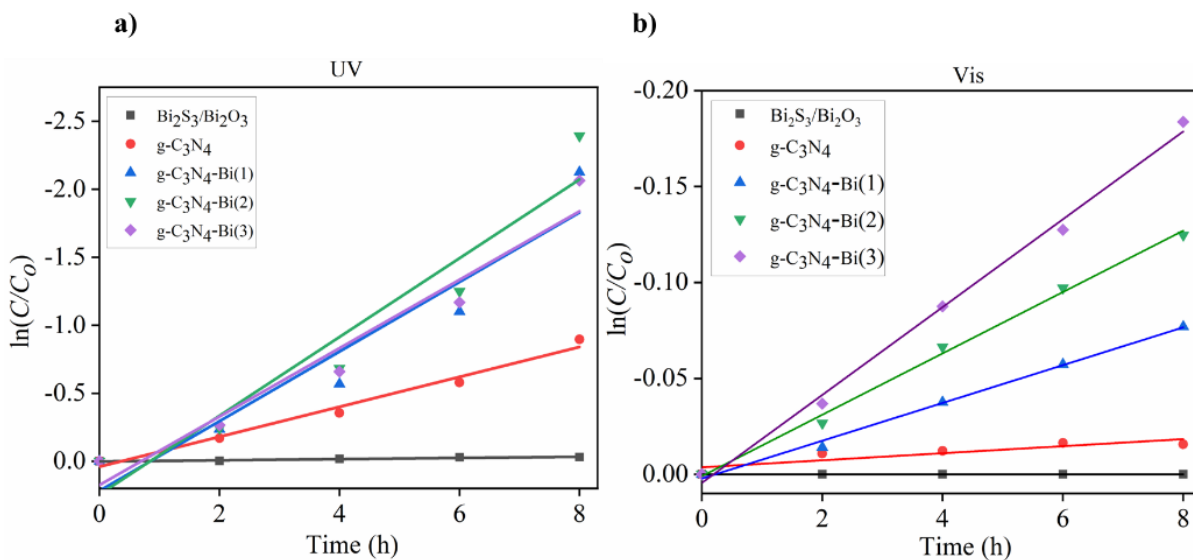 a)
UV
Bi₂S₃/Bi₂O₃
g-C₃N₄
g-C₃N₄-Bi(1)
g-C₃N₄-Bi(2)
g-C₃N₄-Bi(3)
-2.5
-2.0
-1.5
-1.0
-0.5
0.0
ln(C/Co)
0 2 4 6 8
Time (h)
b)
Vis
Bi₂S₃/Bi₂O₃
g-C₃N₄
g-C₃N₄-Bi(1)
g-C₃N₄-Bi(2)
g-C₃N₄-Bi(3)
-0.20
-0.15
-0.10
-0.05
0.00
ln(C/Co)
0 2 4 6 8
Time (h)